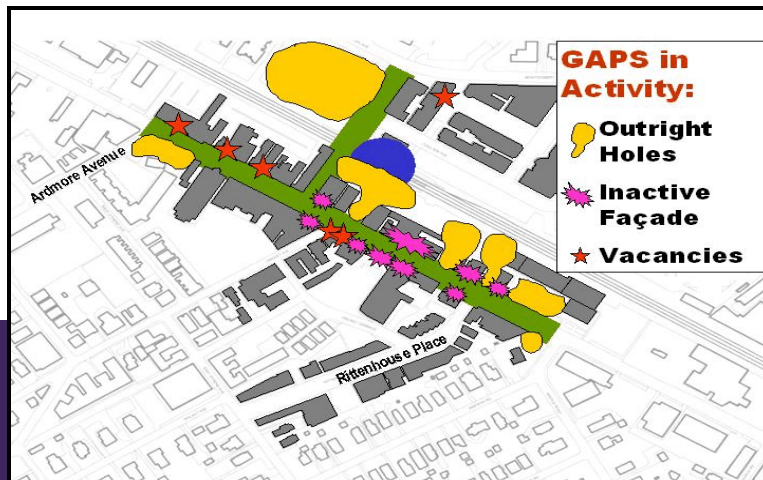 GAPS in
Activity:
Outright
Holes
Inactive
Façade
Vacancies
Ardmore Avenue
Rittenhouse Place